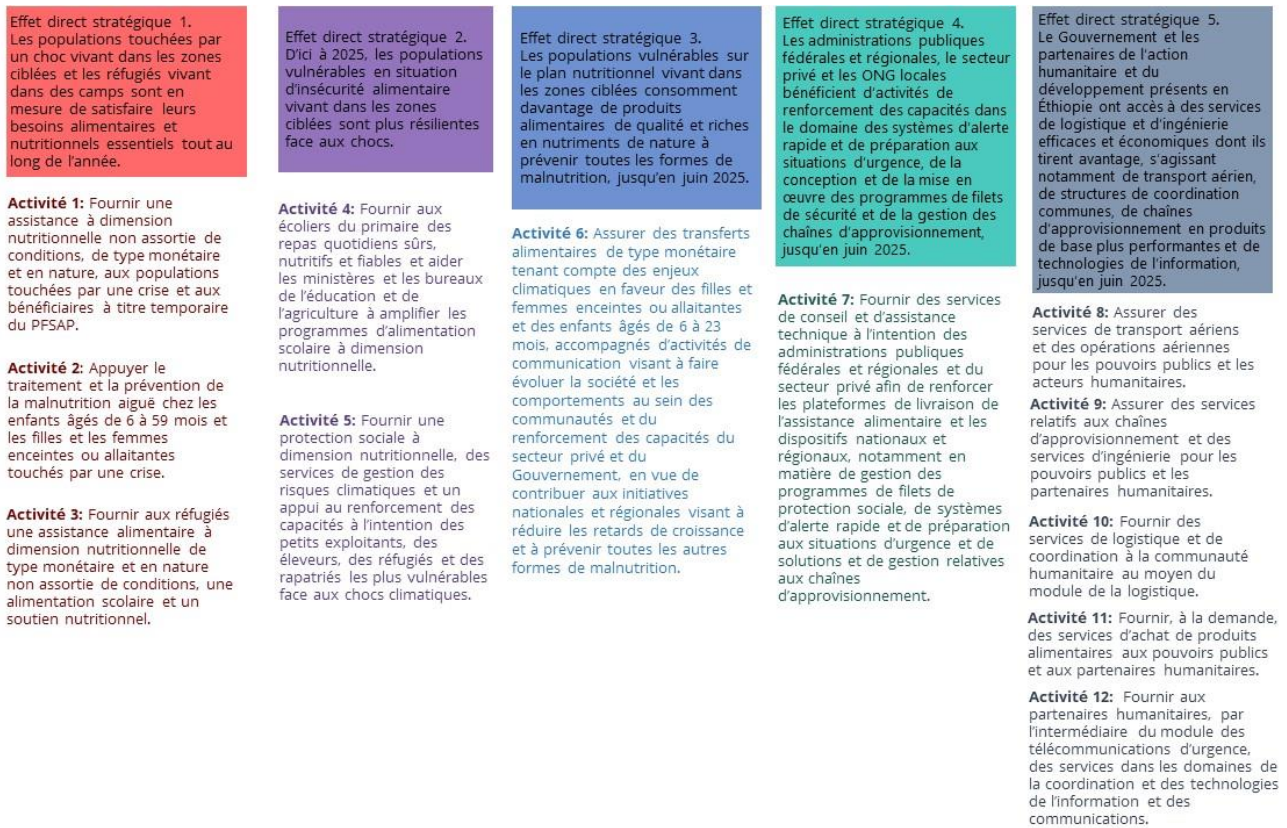 Effet direct stratégique 1.
Les populations touchées par
un choc vivant dans les zones
ciblées et les réfugiés vivant
dans des camps sont en
mesure de satisfaire leurs
besoins alimentaires et
nutritionnels essentiels tout au
long de l'année.
Activité 1: Fournir une
assistance à dimension
nutritionnelle non assortie de
conditions, de type monétaire
et en nature, aux populations
touchées par une crise et aux
bénéficiaires à titre temporaire
du PFSAP.
Activité 2: Appuyer le
traitement et la prévention de
la malnutrition aiguë chez les
enfants âgés de 6 à 59 mois et
les filles et les femmes
enceintes ou allaitantes
touchés par une crise.
Activité 3: Fournir aux réfugiés
une assistance alimentaire à
dimension nutritionnelle de
type monétaire et en nature
non assortie de conditions, une
alimentation scolaire et un
soutien nutritionnel.
Effet direct stratégique 2.
D'ici à 2025, les populations
vulnérables en situation
d'insécurité alimentaire
vivant dans les zones
ciblées sont plus résilientes
face aux chocs.
Activité 4: Fournir aux
écoliers du primaire des
repas quotidiens sûrs,
nutritifs et fiables et aider
les ministères et les bureaux
de l'éducation et de
l'agriculture à amplifier les
programmes d'alimentation
scolaire à dimension
nutritionnelle.
Activité 5: Fournir une
protection sociale à
dimension nutritionnelle, des
services de gestion des
risques climatiques et un
appui au renforcement des
capacités à l'intention des
petits exploitants, des
éleveurs, des réfugiés et des
rapatriés les plus vulnérables
face aux chocs climatiques.
Effet direct stratégique 3.
Les populations vulnérables sur
le plan nutritionnel vivant dans
les zones ciblées consomment
davantage de produits
alimentaires de qualité et riches
en nutriments de nature à
prévenir toutes les formes de
malnutrition, jusqu'en juin 2025.
Activité 6: Assurer des transferts
alimentaires de type monétaire
tenant compte des enjeux
climatiques en faveur des filles et
femmes enceintes ou allaitantes
et des enfants âgés de 6 à 23
mois, accompagnés d'activités de
communication visant à faire
évoluer la société et les
comportements au sein des
communautés et du
renforcement des capacités du
secteur privé et du
Gouvernement, en vue de
contribuer aux initiatives
nationales et régionales visant à
réduire les retards de croissance
et à prévenir toutes les autres
formes de malnutrition.
Effet direct stratégique 4.
Les administrations publiques
fédérales et régionales, le secteur
privé et les ONG locales
bénéficient d'activités de
renforcement des capacités dans
le domaine des systèmes d'alerte
rapide et de préparation aux
situations d'urgence, de la
conception et de la mise en
œuvre des programmes de filets
de sécurité et de la gestion des
chaînes d'approvisionnement,
jusqu'en juin 2025.
Activité 7: Fournir des services
de conseil et d'assistance
technique à l'intention des
administrations publiques
fédérales et régionales et du
secteur privé afin de renforcer
les plateformes de livraison de
l'assistance alimentaire et les
dispositifs nationaux et
régionaux, notamment en
matière de gestion des
programmes de filets de
protection sociale, de systèmes
d'alerte rapide et de préparation
aux situations d'urgence et de
solutions et de gestion relatives
aux chaînes
d'approvisionnement.
Effet direct stratégique 5.
Le Gouvernement et les
partenaires de l'action
humanitaire et du
développement présents en
Éthiopie ont accès à des services
de logistique et d'ingénierie
efficaces et économiques dont ils
tirent avantage, s'agissant
notamment de transport aérien,
de structures de coordination
communes, de chaînes
d'approvisionnement en produits
de base plus performantes et de
technologies de l'information,
jusqu'en juin 2025.
Activité 8: Assurer des
services de transport aériens
et des opérations aériennes
pour les pouvoirs publics et les
acteurs humanitaires.
Activité 9: Assurer des services
relatifs aux chaînes
d'approvisionnement et des
services d'ingénierie pour les
pouvoirs publics et les
partenaires humanitaires.
Activité 10: Fournir des
services de logistique et de
coordination à la communauté
humanitaire au moyen du
module de la logistique.
Activité 11: Fournir, à la demande,
des services d'achat de produits
alimentaires aux pouvoirs publics
et aux partenaires humanitaires.
Activité 12: Fournir aux
partenaires humanitaires, par
l'intermédiaire du module des
télécommunications d'urgence,
des services dans les domaines de
la coordination et des technologies
de l'information et des
communications.